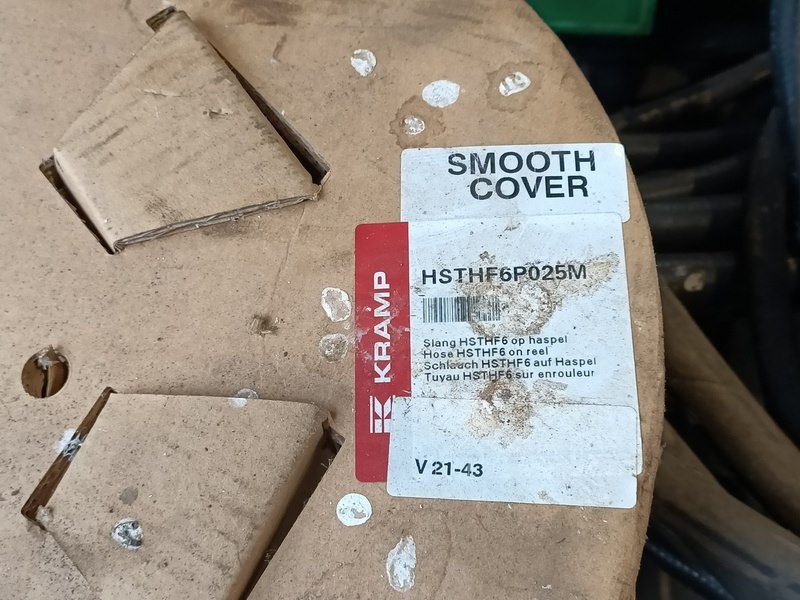 SMOOTH
COVER
KRAMP
HSTHF6P025M
Slang HSTHF6 op haspel
Hose HSTHF6 on reel
Schlauch HSTHF6 auf Haspel
Tuyau HSTHF6 sur enrouleur
V 21-43